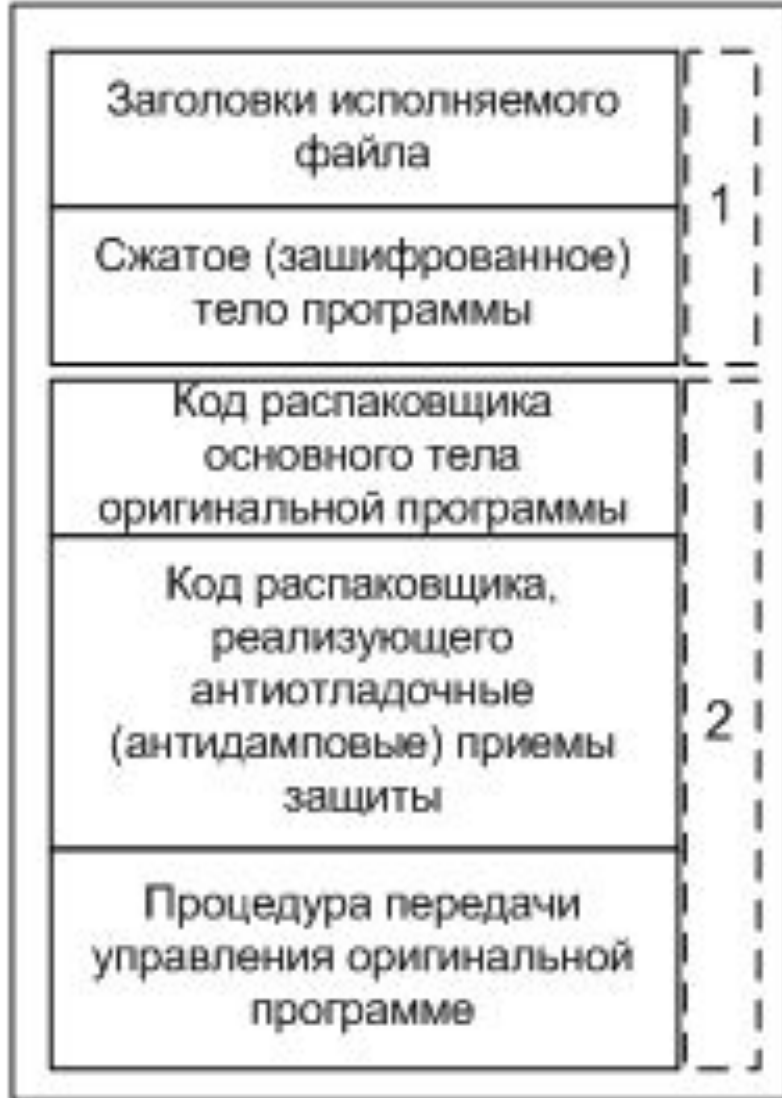 Заголовки исполняемого
файла
1
Сжатое (зашифрованное)
тело программы
Код распаковщика
основного тела
оригинальной программы
Код распаковщика,
реализующего
антиотладочные
(антидамповые) приемы
защиты
2
Процедура передачи
управления оригинальной
программе